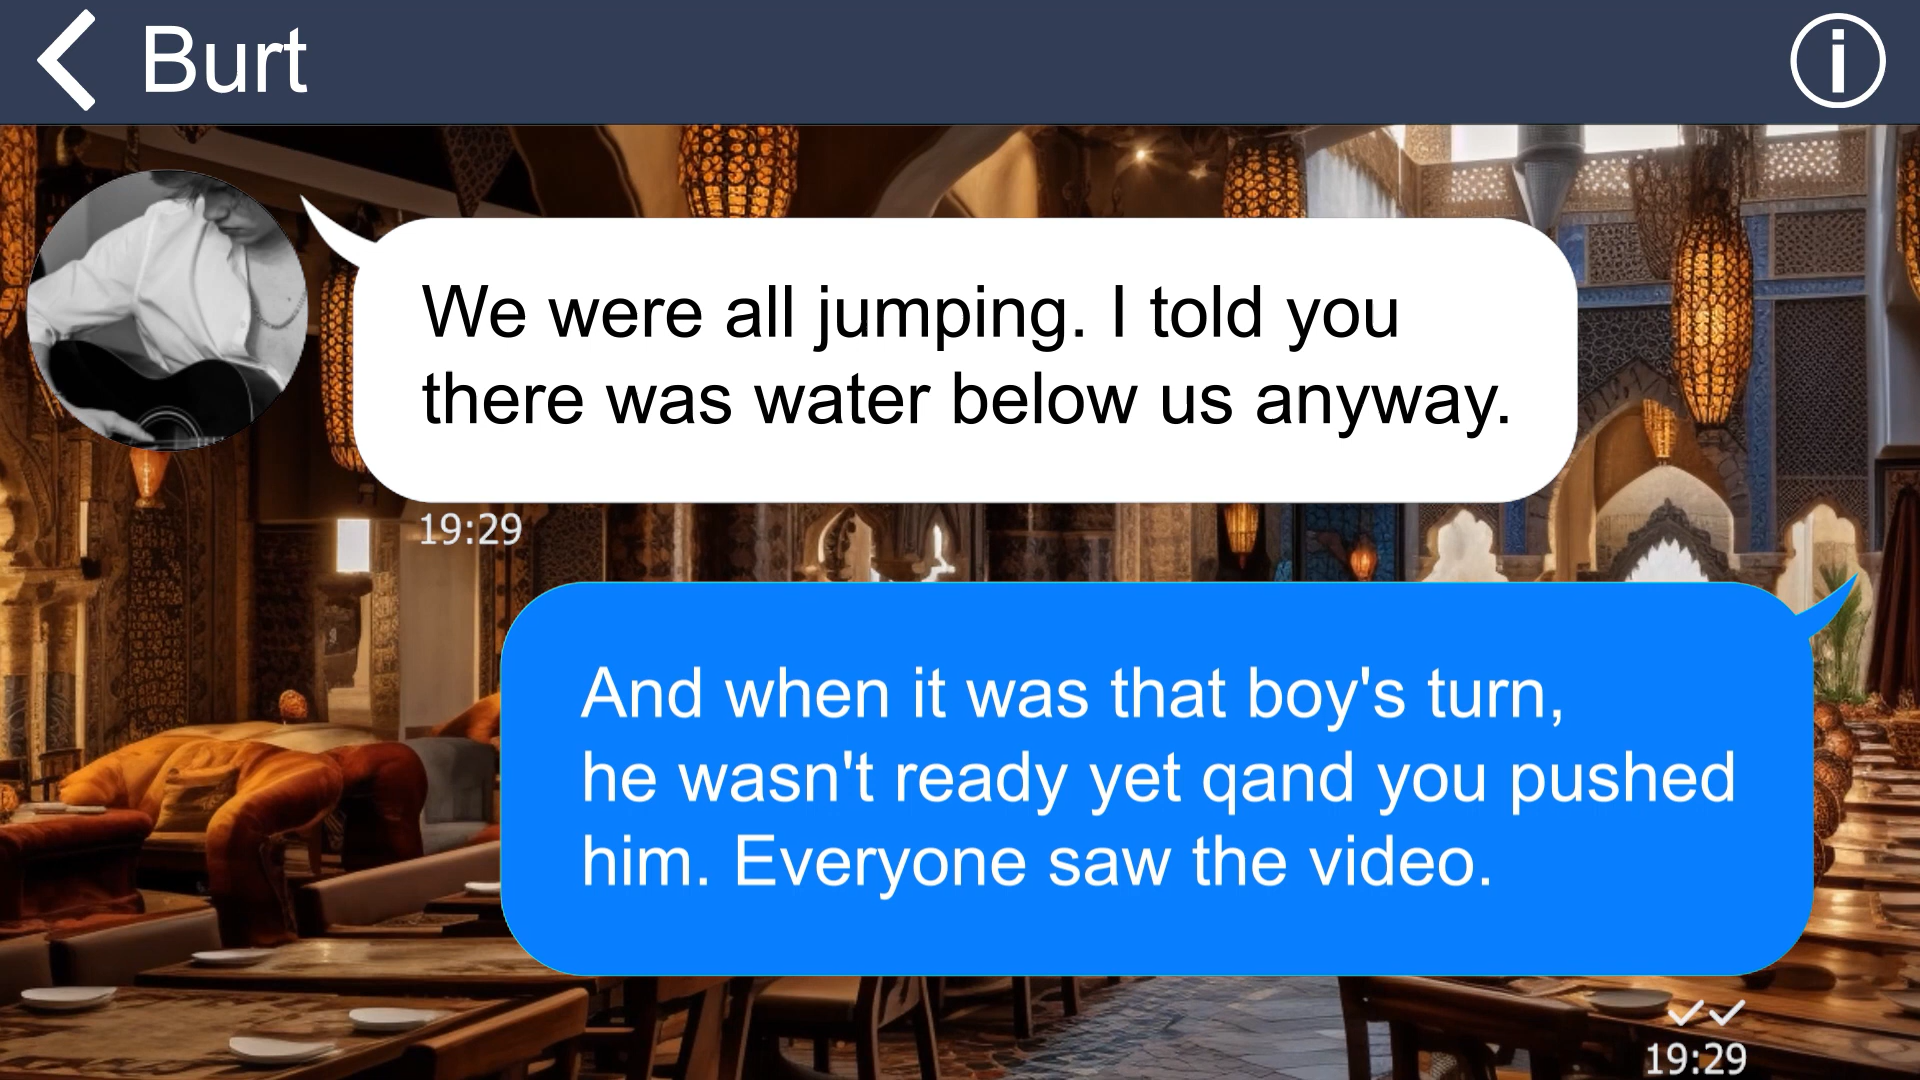 Burt
We were all jumping. I told you
there was water below us anyway.
19:29
And when it was that boy's turn,
he wasn't ready yet qand you pushed
him. Everyone saw the video.
19:29